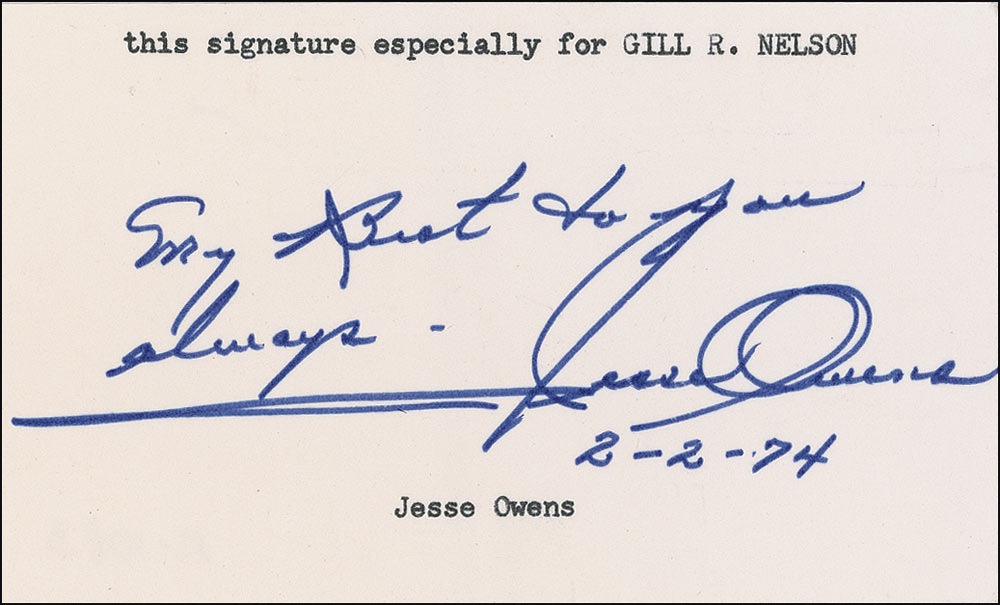 this signature especially for GILL R. NELSON
My Best to you
always -
Jesse Owens
2-2-74
Jesse Owens